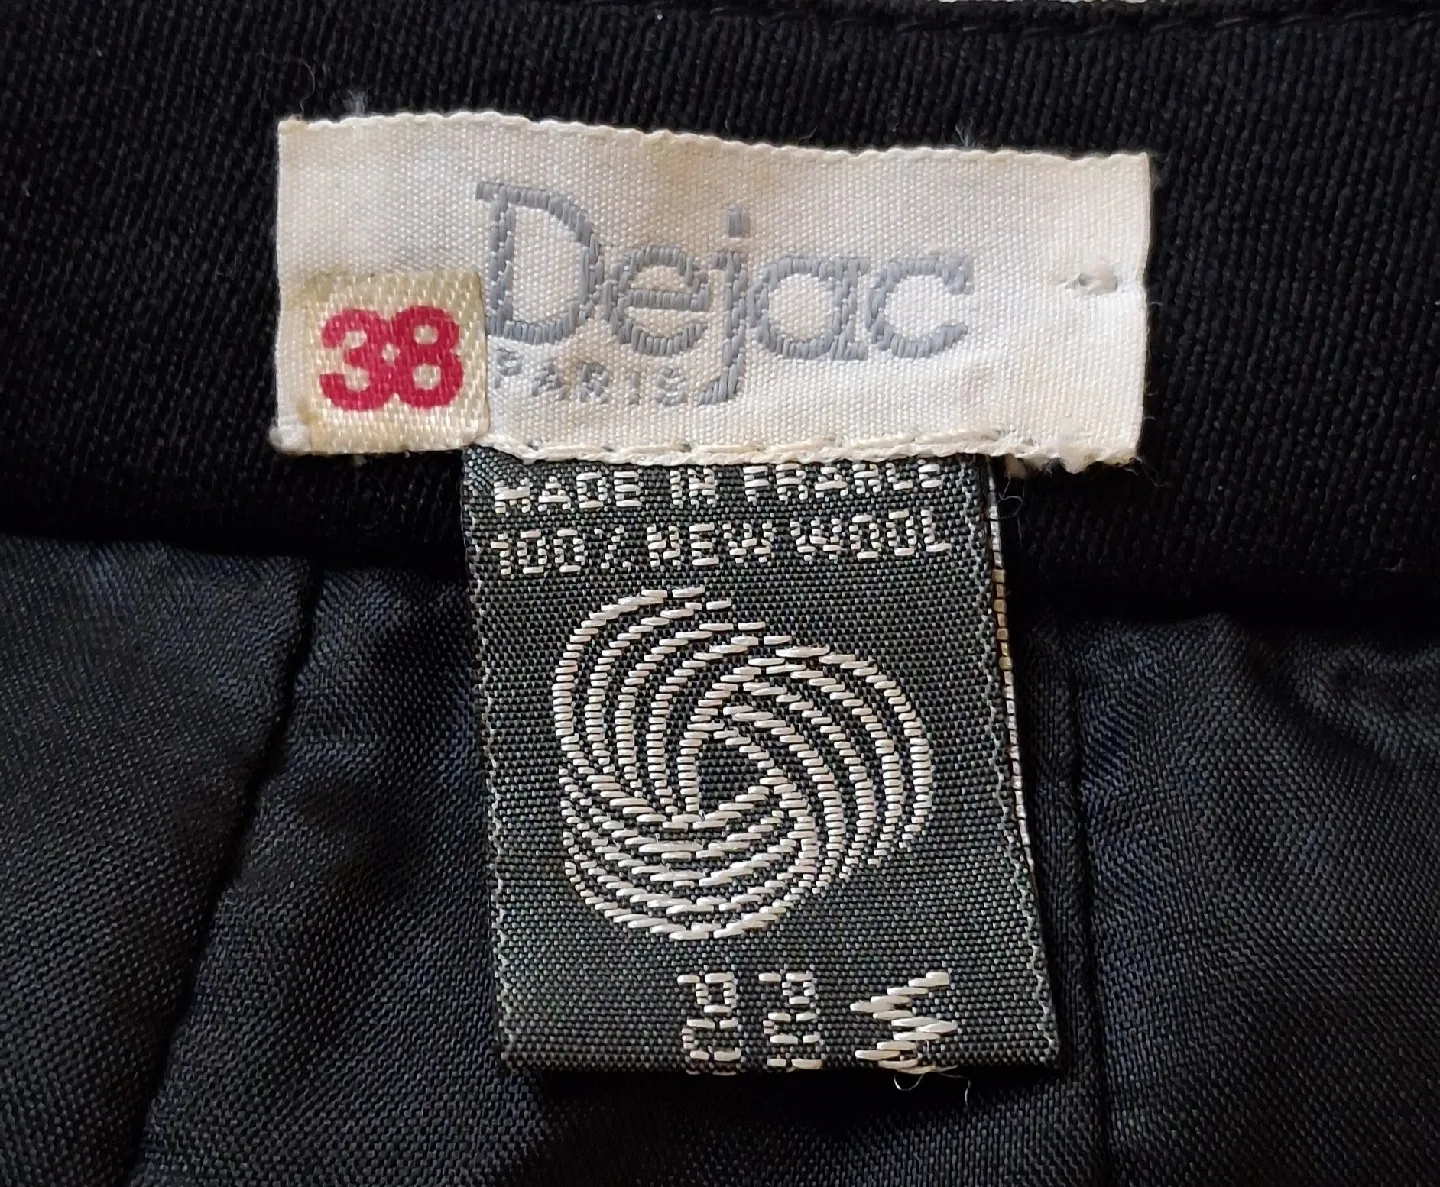 Dejac
38
PARIS
MADE IN FRANCE
100% NEW WOOL